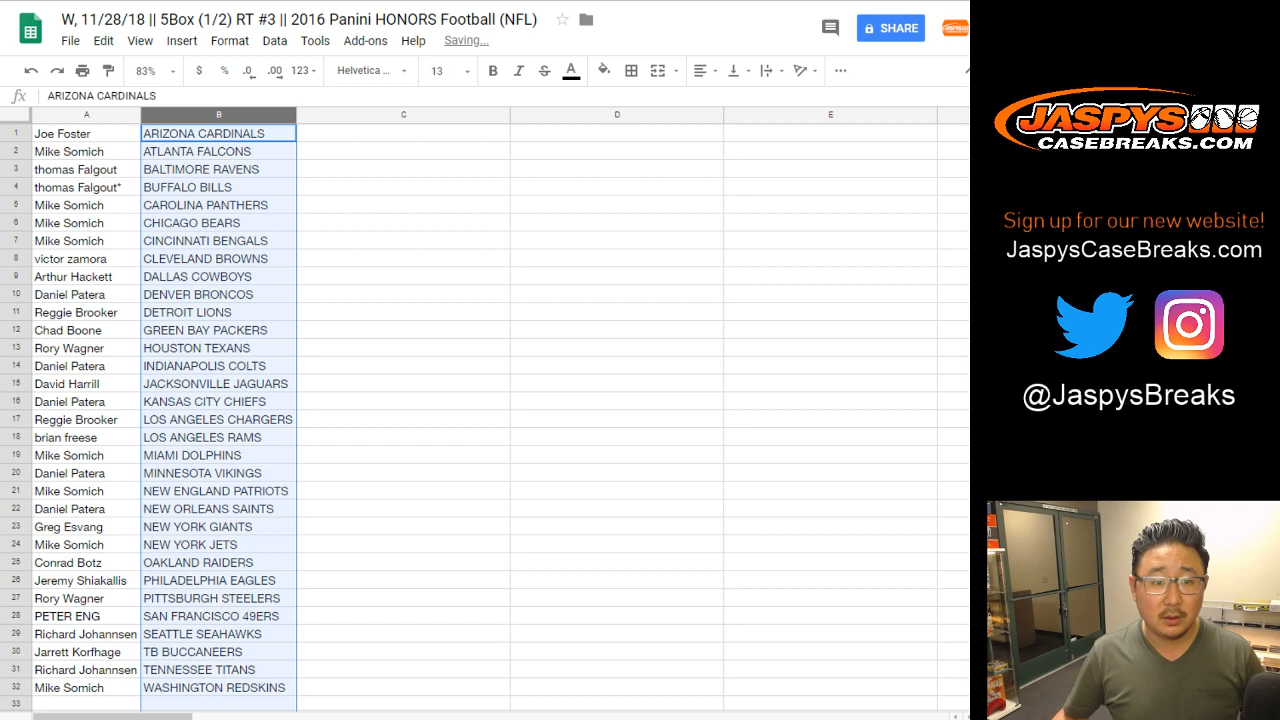 W, 11/28/18 || 5Box (1/2) RT #3 || 2016 Panini HONORS Football (NFL)
File Edit View Insert Format Data Tools Add-ons Help Saving...
SHARE
83% $ % .0 .00 123 Helvetica ... 13 B I S A
fx ARIZONA CARDINALS
A B C D E
1 Joe Foster ARIZONA CARDINALS
2 Mike Somich ATLANTA FALCONS
3 thomas Falgout BALTIMORE RAVENS
4 thomas Falgout* BUFFALO BILLS
5 Mike Somich CAROLINA PANTHERS
6 Mike Somich CHICAGO BEARS
7 Mike Somich CINCINNATI BENGALS
8 victor zamora CLEVELAND BROWNS
9 Arthur Hackett DALLAS COWBOYS
10 Daniel Patera DENVER BRONCOS
11 Reggie Brooker DETROIT LIONS
12 Chad Boone GREEN BAY PACKERS
13 Rory Wagner HOUSTON TEXANS
14 Daniel Patera INDIANAPOLIS COLTS
15 David Harrill JACKSONVILLE JAGUARS
16 Daniel Patera KANSAS CITY CHIEFS
17 Reggie Brooker LOS ANGELES CHARGERS
18 brian freese LOS ANGELES RAMS
19 Mike Somich MIAMI DOLPHINS
20 Daniel Patera MINNESOTA VIKINGS
21 Mike Somich NEW ENGLAND PATRIOTS
22 Daniel Patera NEW ORLEANS SAINTS
23 Greg Esvang NEW YORK GIANTS
24 Mike Somich NEW YORK JETS
25 Conrad Botz OAKLAND RAIDERS
26 Jeremy Shiakallis PHILADELPHIA EAGLES
27 Rory Wagner PITTSBURGH STEELERS
28 PETER ENG SAN FRANCISCO 49ERS
29 Richard Johannsen SEATTLE SEAHAWKS
30 Jarrett Korfhage TB BUCCANEERS
31 Richard Johannsen TENNESSEE TITANS
32 Mike Somich WASHINGTON REDSKINS
33
JASPYS
CASEBREAKS.COM
Sign up for our new website!
JaspysCaseBreaks.com
@JaspysBreaks